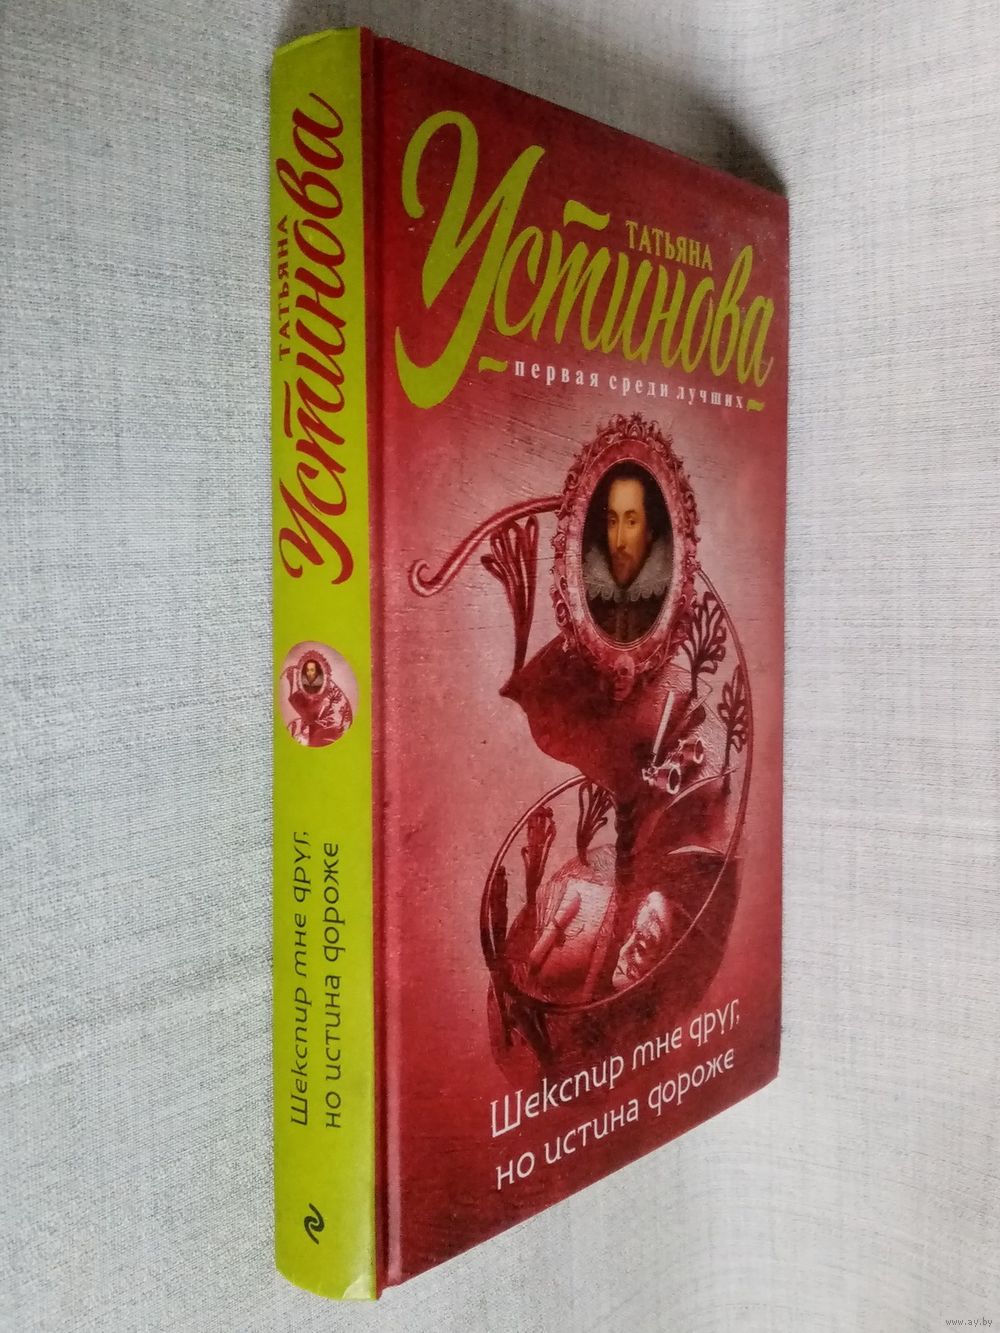 Татьяна
Устинова
Шекспир мне друг,
но истина дороже
ТАТЬЯНА
Устинова
~первая среди лучших~
Шекспир мне друг,
но истина дороже
www.ay.by